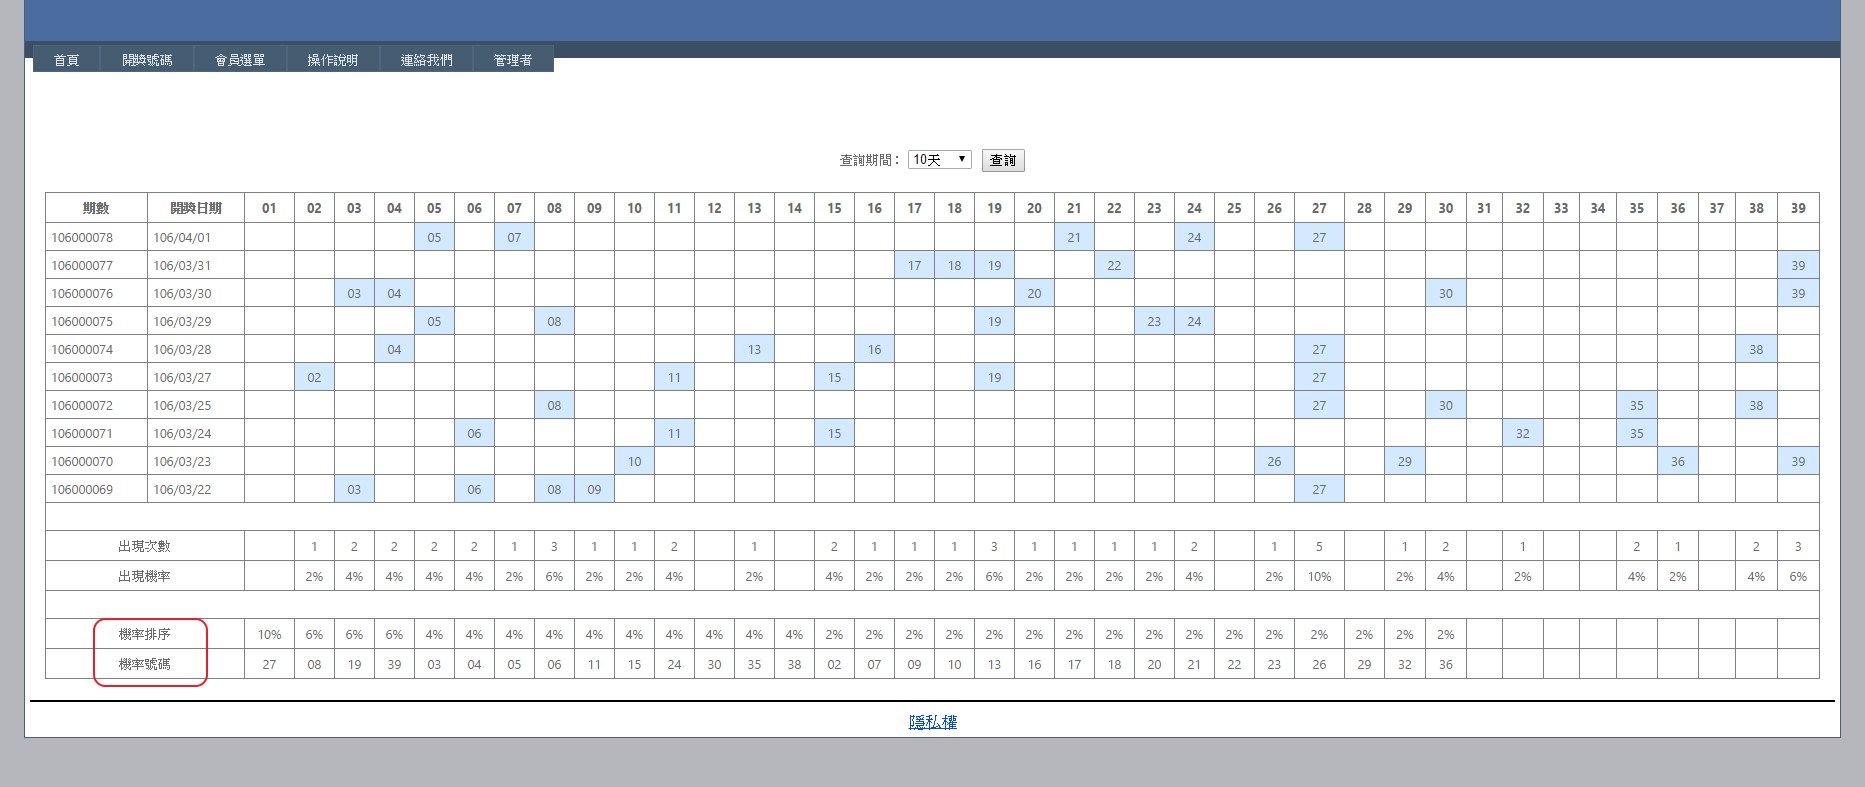 首頁 開獎號碼 會員選單 操作說明 連絡我們 管理者
查詢期間： 10天 查詢
期數 開獎日期 01 02 03 04 05 06 07 08 09 10 11 12 13 14 15 16 17 18 19 20 21 22 23 24 25 26 27 28 29 30 31 32 33 34 35 36 37 38 39
106000078 106/04/01 05 07 21 24 27
106000077 106/03/31 17 18 19 22 39
106000076 106/03/30 03 04 20 30 39
106000075 106/03/29 05 08 19 23 24
106000074 106/03/28 04 13 16 27 38
106000073 106/03/27 02 11 15 19 27
106000072 106/03/25 08 27 30 35 38
106000071 106/03/24 06 11 15 32 35
106000070 106/03/23 10 26 29 36 39
106000069 106/03/22 03 06 08 09 27
出現次數 1 2 2 2 2 1 3 1 1 2 1 2 1 1 1 3 1 1 1 1 2 1 5 1 2 1 2 1 2 3
出現機率 2% 4% 4% 4% 4% 2% 6% 2% 2% 4% 2% 4% 2% 2% 2% 6% 2% 2% 2% 2% 4% 2% 10% 2% 4% 2% 4% 2% 4% 6%
機率排序 10% 6% 6% 6% 4% 4% 4% 4% 4% 4% 4% 4% 4% 4% 2% 2% 2% 2% 2% 2% 2% 2% 2% 2% 2% 2% 2% 2% 2% 2%
機率號碼 27 08 19 39 03 04 05 06 11 15 24 30 35 38 02 07 09 10 13 16 17 18 20 21 22 23 26 29 32 36
隱私權